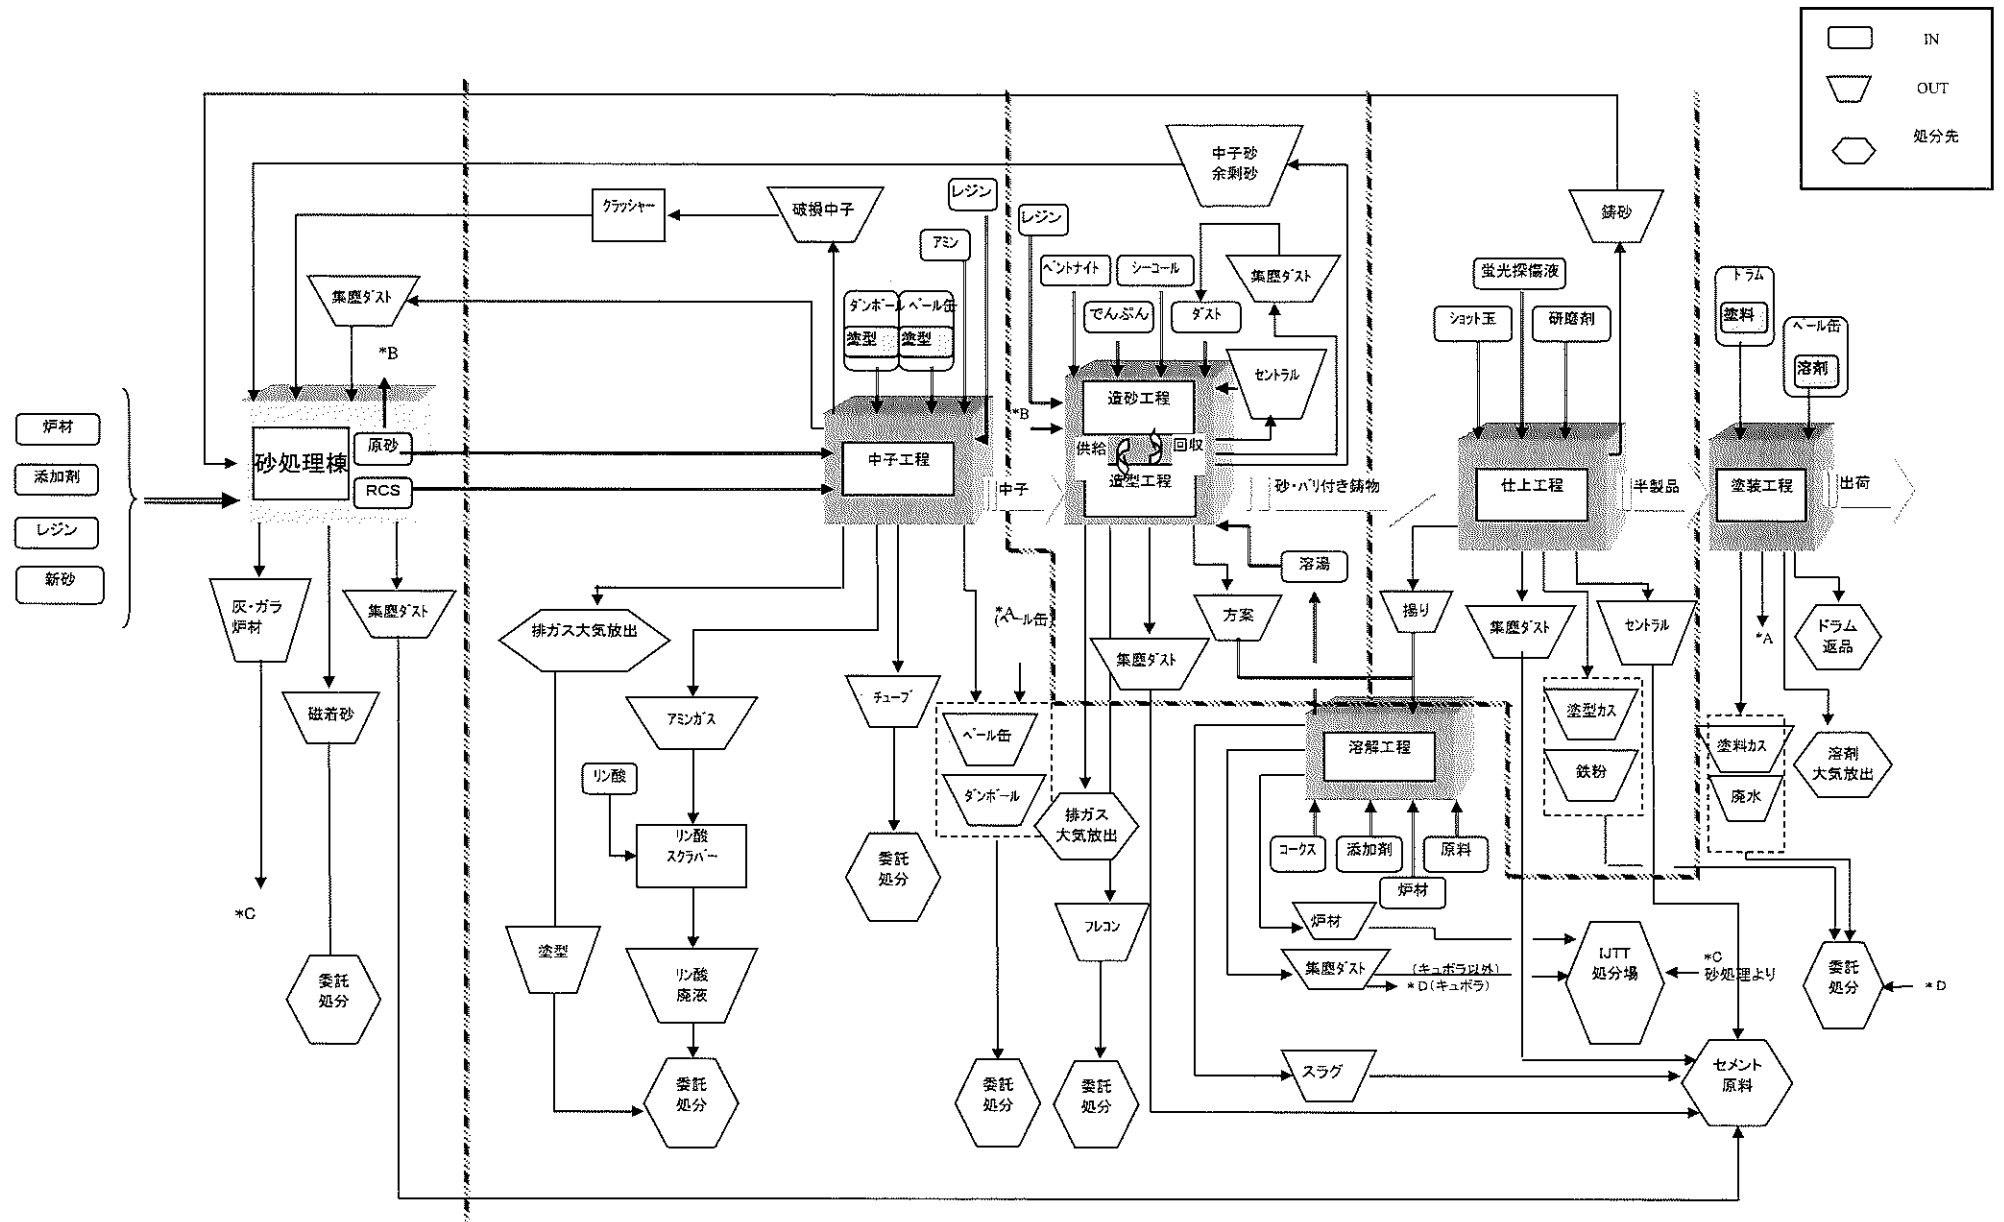 IN
OUT
処分先
中子砂
余剰砂
クラッシャー
破損中子
レジン
レジン
鋳砂
アミン
ベントナイト
シーコール
集塵ダスト
蛍光探傷液
ドラム
塗料
集塵ダスト
ダンボール
ペール缶
塗型
塗型
でんぷん
ダスト
ショット玉
研磨剤
ペール缶
溶剤
*B
セントラル
炉材
添加剤
レジン
新砂
砂処理棟
原砂
RCS
中子工程
中子
*B
造砂工程
供給
回収
造型工程
砂・バリ付き鋳物
仕上工程
半製品
塗装工程
出荷
灰・ガラ
炉材
集塵ダスト
排ガス大気放出
*A
(ペール缶)
溶湯
方案
集塵ダスト
集塵ダスト
セントラル
*A
ドラム
返品
磁着砂
アミンガス
チューブ
ペール缶
ダンボール
溶解工程
塗型カス
鉄粉
塗料カス
廃水
溶剤
大気放出
リン酸
リン酸
スクラバー
排ガス
大気放出
コークス
添加剤
原料
炉材
委託
処分
*C
塗型
フレコン
炉材
集塵ダスト
(キュポラ以外)
*D(キュポラ)
IJTT
処分場
*C
砂処理より
委託
処分
*D
委託
処分
リン酸
廃液
委託
処分
委託
処分
委託
処分
スラグ
セメント
原料